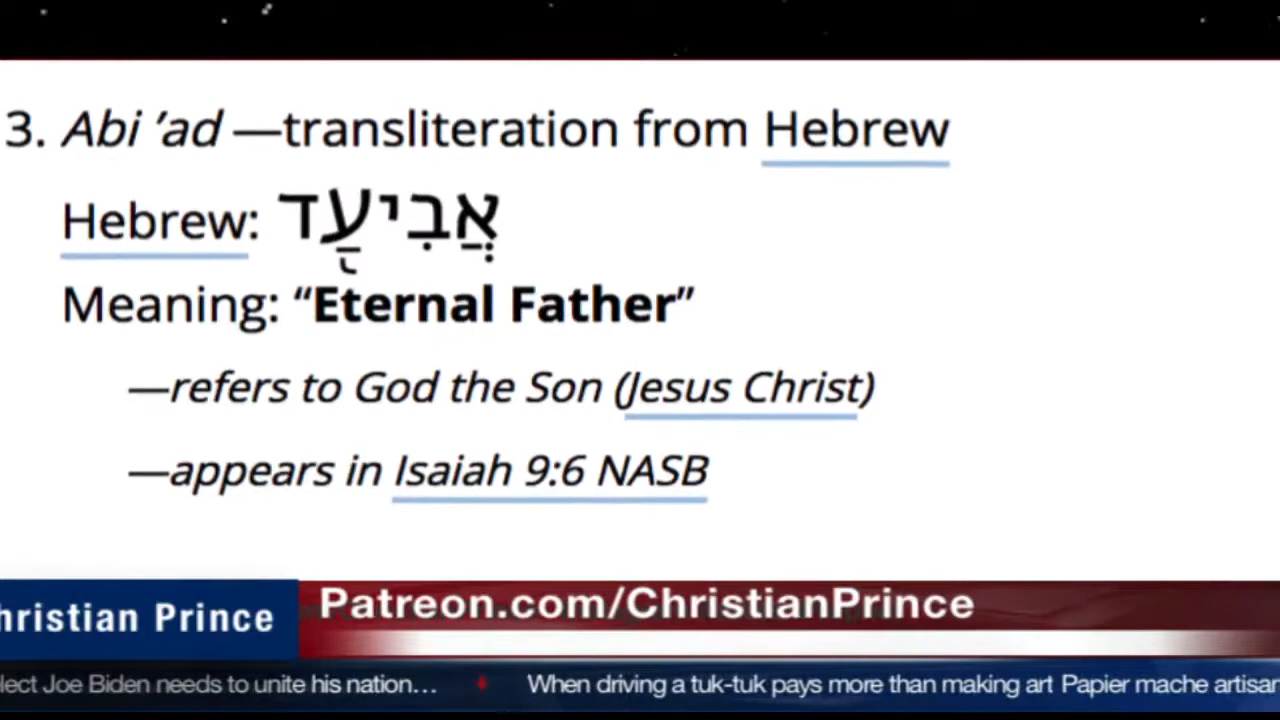 3. Abi ’ad —transliteration from Hebrew
Hebrew: אֲבִיעַ֖ד
Meaning: “Eternal Father”
—refers to God the Son (Jesus Christ)
—appears in Isaiah 9:6 NASB
hristian Prince
Patreon.com/ChristianPrince
lect Joe Biden needs to unite his nation… When driving a tuk-tuk pays more than making art Papier mache artisan